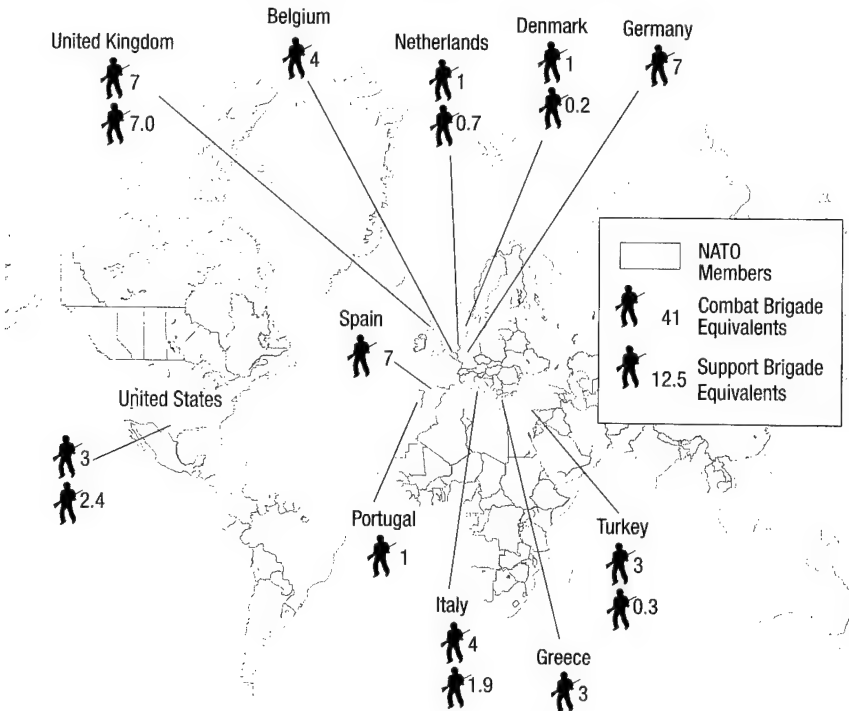 Belgium
4
United Kingdom
7
7.0
Netherlands
1
0.7
Denmark
1
0.2
Germany
7
NATO
Members
41 Combat Brigade
Equivalents
12.5 Support Brigade
Equivalents
Spain
7
United States
3
2.4
Portugal
1
Italy
4
1.9
Greece
3
Turkey
3
0.3